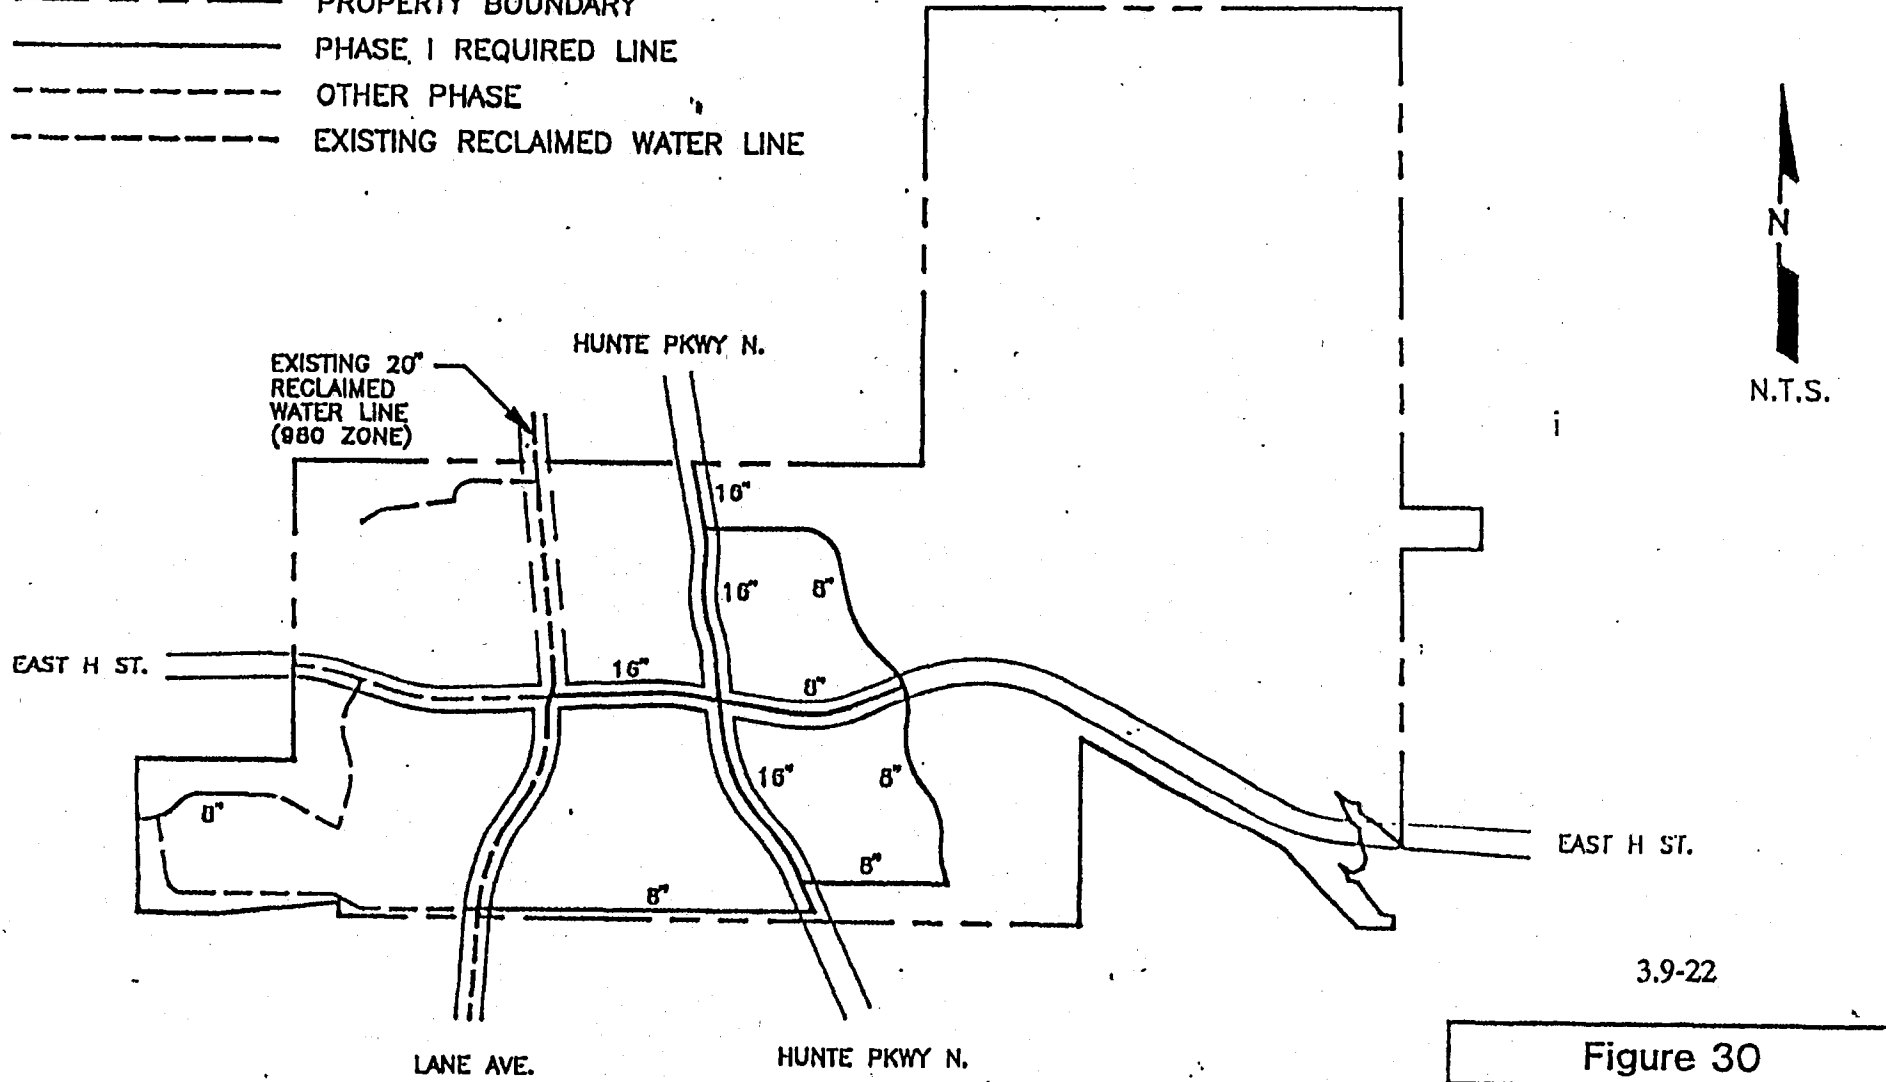 PROPERTY BOUNDARY
PHASE I REQUIRED LINE
OTHER PHASE
EXISTING RECLAIMED WATER LINE
N
N.T.S.
HUNTE PKWY N.
EXISTING 20"
RECLAIMED
WATER LINE
(980 ZONE)
16"
16"
8"
EAST H ST.
16"
8"
16"
8"
8"
8"
8"
EAST H ST.
3.9-22
LANE AVE.
HUNTE PKWY N.
Figure 30